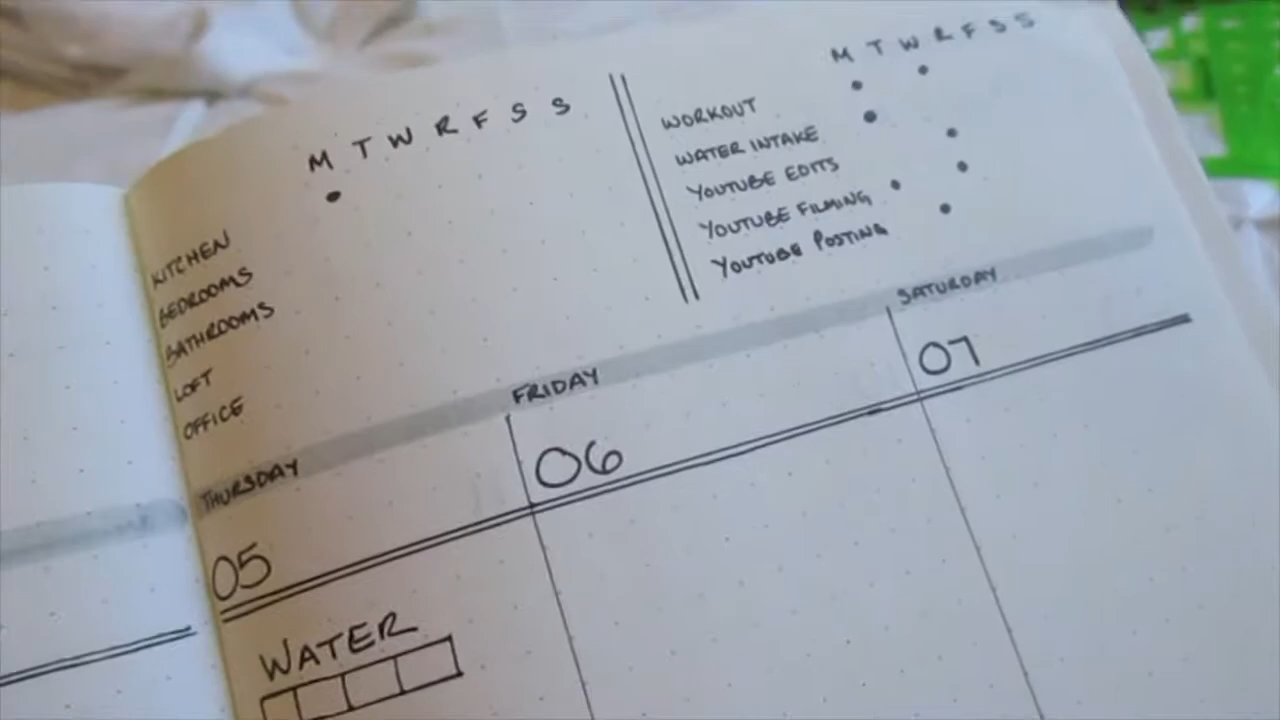 M T W R F S S
KITCHEN
BEDROOMS
BATHROOMS
LOFT
OFFICE
M T W R F S S
WORKOUT
WATER INTAKE
YOUTUBE EDITS
YOUTUBE FILMING
YOUTUBE POSTING
THURSDAY
FRIDAY
SATURDAY
05
06
07
WATER